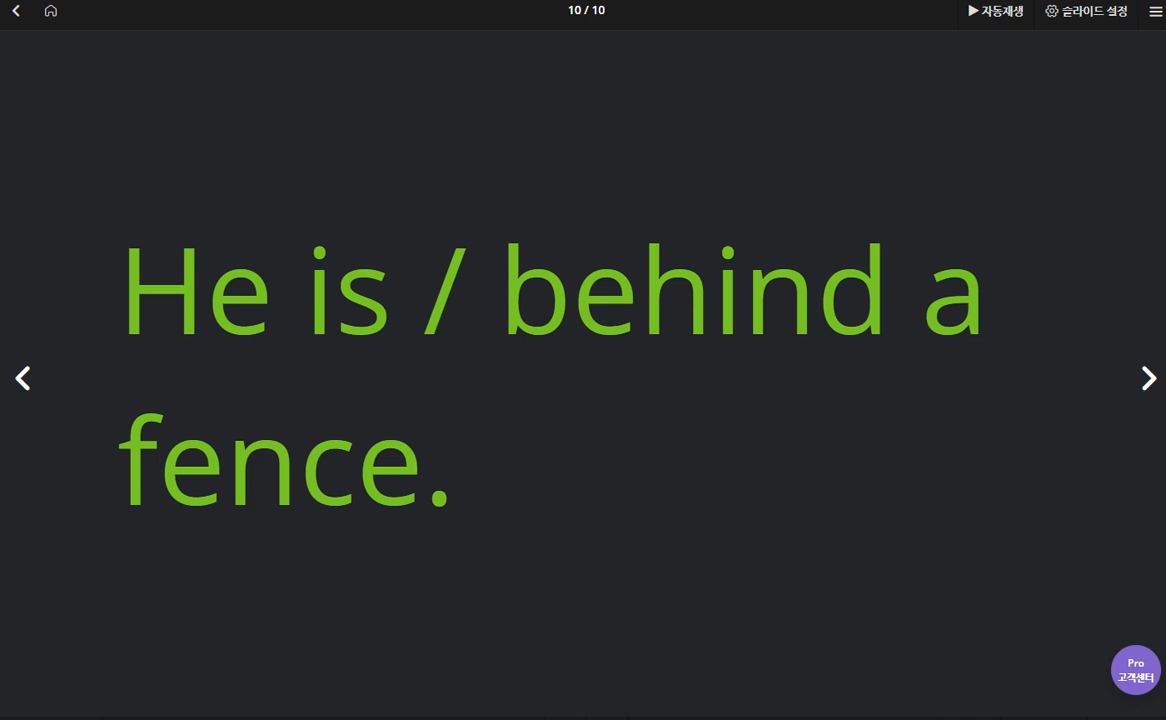 10 / 10
▶ 자동재생
슬라이드 설정
He is / behind a
fence.
Pro
고객센터